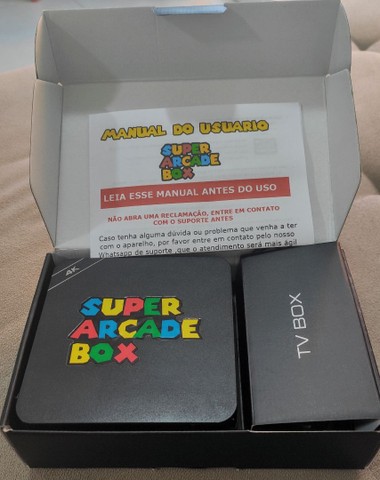 MANUAL DO USUARIO
SUPER
ARCADE
BOX
LEIA ESSE MANUAL ANTES DO USO
NÃO ABRA UMA RECLAMAÇÃO, ENTRE EM CONTATO
COM O SUPORTE ANTES
Caso tenha alguma dúvida ou problema que venha a ter
com o aparelho, por favor entre em contato pelo nosso
Whatsapp de suporte ,que o atendimento será mais ágil
4K
SUPER
ARCADE
BOX
TV BOX